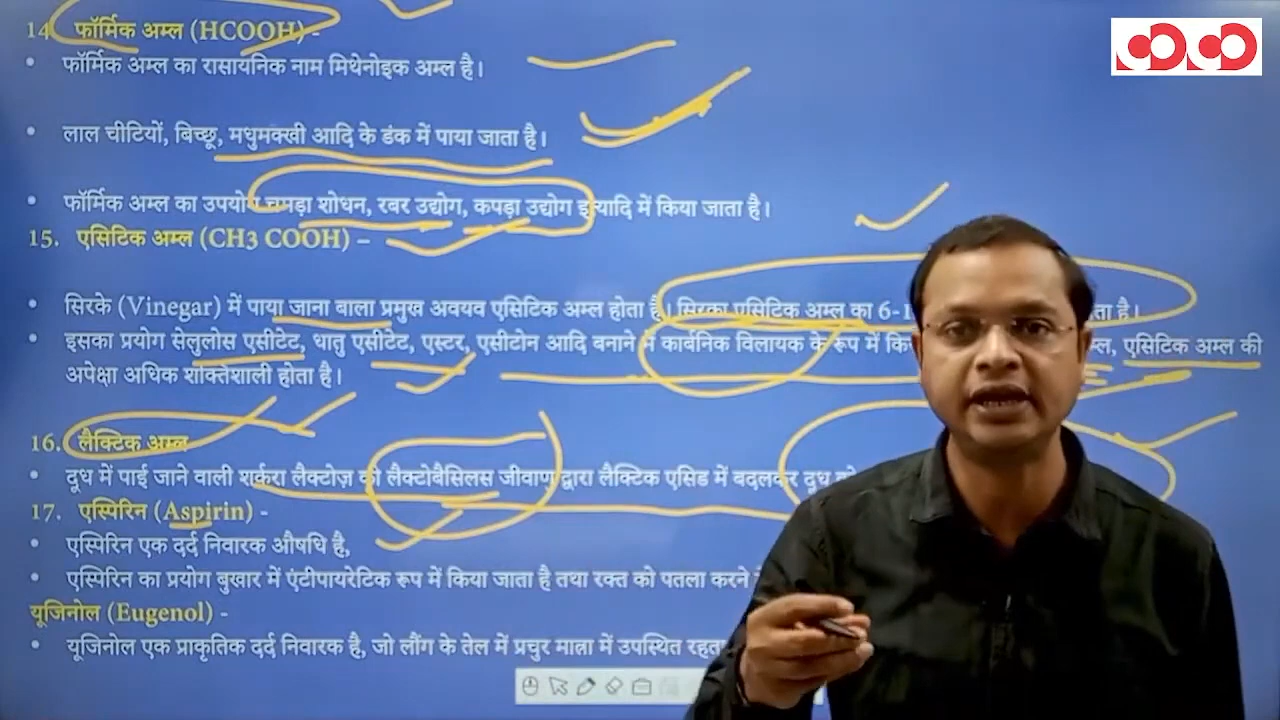 14 फॉर्मिक अम्ल (HCOOH) -
• फॉर्मिक अम्ल का रासायनिक नाम मिथेनोइक अम्ल है।
• लाल चीटियों, बिच्छू, मधुमक्खी आदि के डंक में पाया जाता है।
• फॉर्मिक अम्ल का उपयोग चमड़ा शोधन, रबर उद्योग, कपड़ा उद्योग इत्यादि में किया जाता है।
15. एसिटिक अम्ल (CH3 COOH) –
• सिरके (Vinegar) में पाया जाना बाला प्रमुख अवयव एसिटिक अम्ल होता है। सिरका एसिटिक अम्ल का 6-1 है।
• इसका प्रयोग सेलुलोस एसीटेट, धातु एसीटेट, एस्टर, एसीटोन आदि बनाने में कार्बनिक विलायक के रूप में एसिटिक अम्ल की
अपेक्षा अधिक शक्तिशाली होता है।
16. लैक्टिक अम्ल
• दूध में पाई जाने वाली शर्करा लैक्टोज़ को लैक्टोबैसिलस जीवाणु द्वारा लैक्टिक एसिड में बदलकर दूध को
17. एस्पिरिन (Aspirin) -
• एस्पिरिन एक दर्द निवारक औषधि है,
• एस्पिरिन का प्रयोग बुखार में एंटीपायरेटिक रूप में किया जाता है तथा रक्त को पतला करने
यूजिनोल (Eugenol) -
• यूजिनोल एक प्राकृतिक दर्द निवारक है, जो लौंग के तेल में प्रचुर मात्रा में उपस्थित